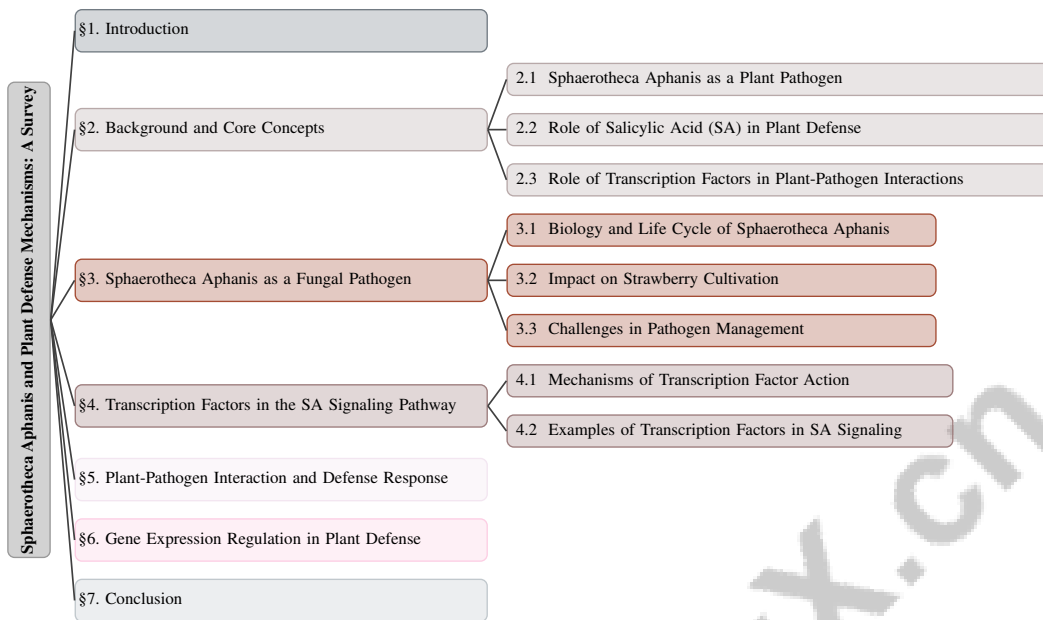 Sphaerotheca Aphanis and Plant Defense Mechanisms: A Survey
§1. Introduction
§2. Background and Core Concepts
2.1 Sphaerotheca Aphanis as a Plant Pathogen
2.2 Role of Salicylic Acid (SA) in Plant Defense
2.3 Role of Transcription Factors in Plant-Pathogen Interactions
§3. Sphaerotheca Aphanis as a Fungal Pathogen
3.1 Biology and Life Cycle of Sphaerotheca Aphanis
3.2 Impact on Strawberry Cultivation
3.3 Challenges in Pathogen Management
§4. Transcription Factors in the SA Signaling Pathway
4.1 Mechanisms of Transcription Factor Action
4.2 Examples of Transcription Factors in SA Signaling
§5. Plant-Pathogen Interaction and Defense Response
§6. Gene Expression Regulation in Plant Defense
§7. Conclusion
x.cn